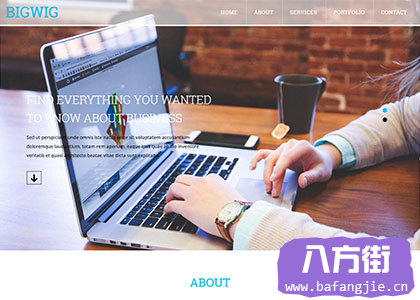 BIGWIG
HOME ABOUT SERVICES PORTFOLIO CONTACT
FIND EVERYTHING YOU WANTED
TO KNOW ABOUT BUSINESS
Sed ut perspiciatis unde omnis iste natus error sit voluptatem accusantium
doloremque laudantium, totam rem aperiam, eaque ipsa quae ab illo inventore
veritatis et quasi architecto beatae vitae dicta sunt explicabo.
ABOUT
八方街
www.bafangjie.cn